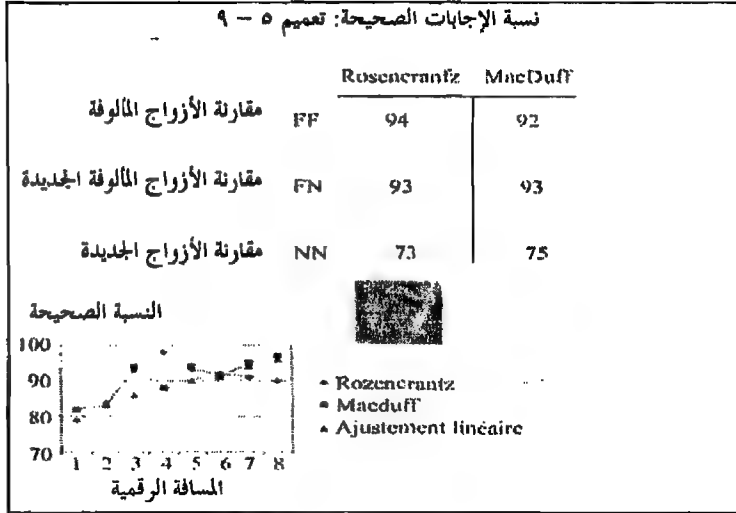 نسبة الإجابات الصحيحة: تعميم ٥ – ٩
Rosencrantz MacDuff
مقارنة الأزواج المألوفة FF 94 92
مقارنة الأزواج المألوفة الجديدة FN 93 93
مقارنة الأزواج الجديدة NN 73 75
النسبة الصحيحة
100
90
80
70
1 2 3 4 5 6 7 8
المسافة الرقمية
Rozencrantz
Macduff
Ajustement linéaire